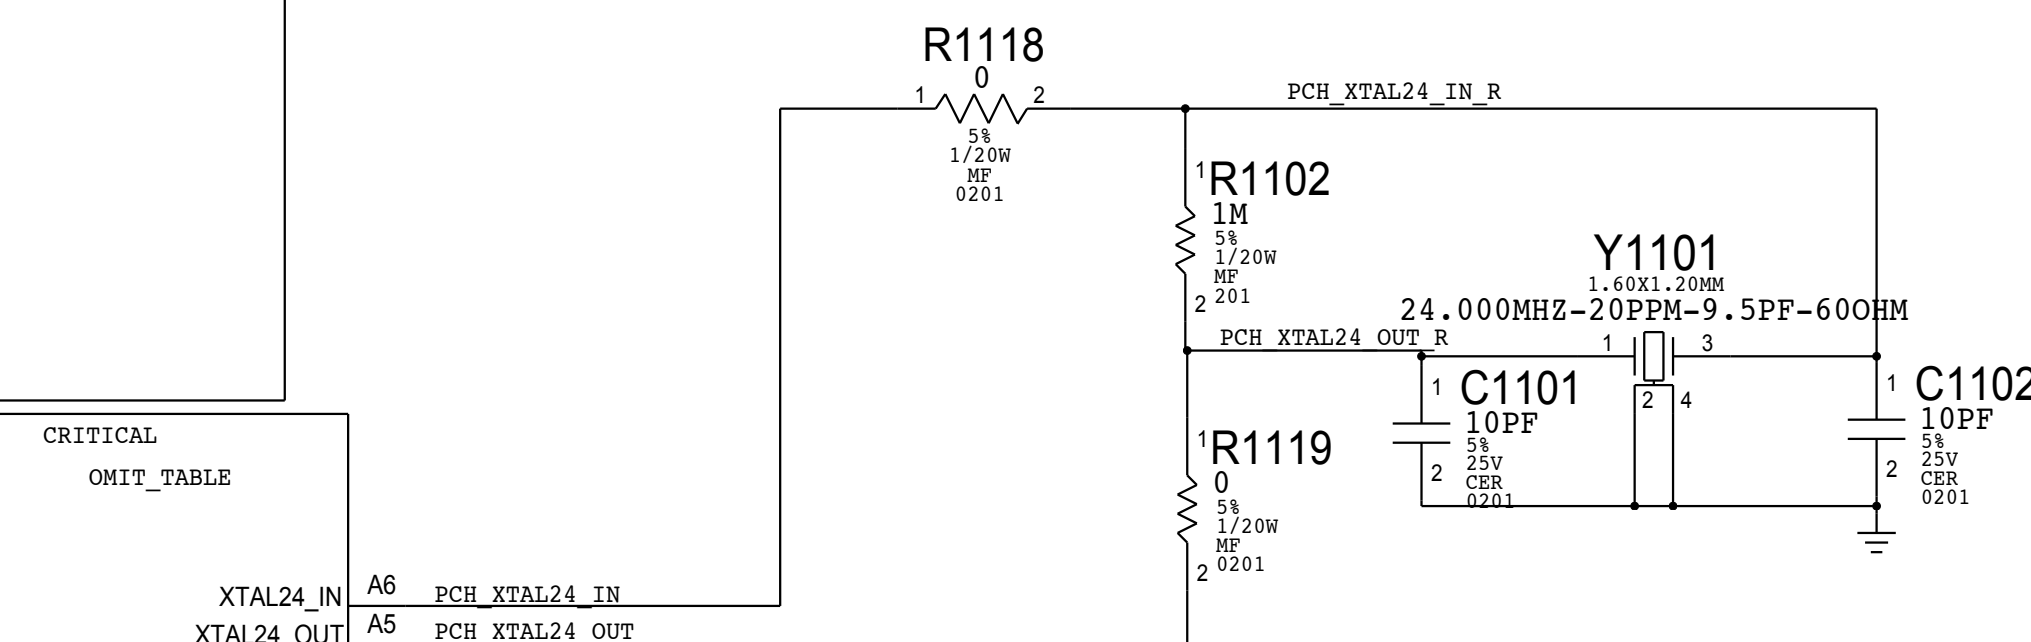 R1118
0
1 2
5%
1/20W
MF
0201
PCH_XTAL24_IN_R
1 R1102
1M
5%
1/20W
MF
201
2
Y1101
1.60X1.20MM
24.000MHZ-20PPM-9.5PF-60OHM
PCH_XTAL24_OUT_R
1 3
2 4
1 C1101
10PF
5%
25V
CER
0201
2
1 C1102
10PF
5%
25V
CER
0201
2
1 R1119
0
5%
1/20W
MF
0201
2
CRITICAL
OMIT_TABLE
XTAL24_IN A6 PCH_XTAL24_IN
XTAL24_OUT A5 PCH_XTAL24_OUT